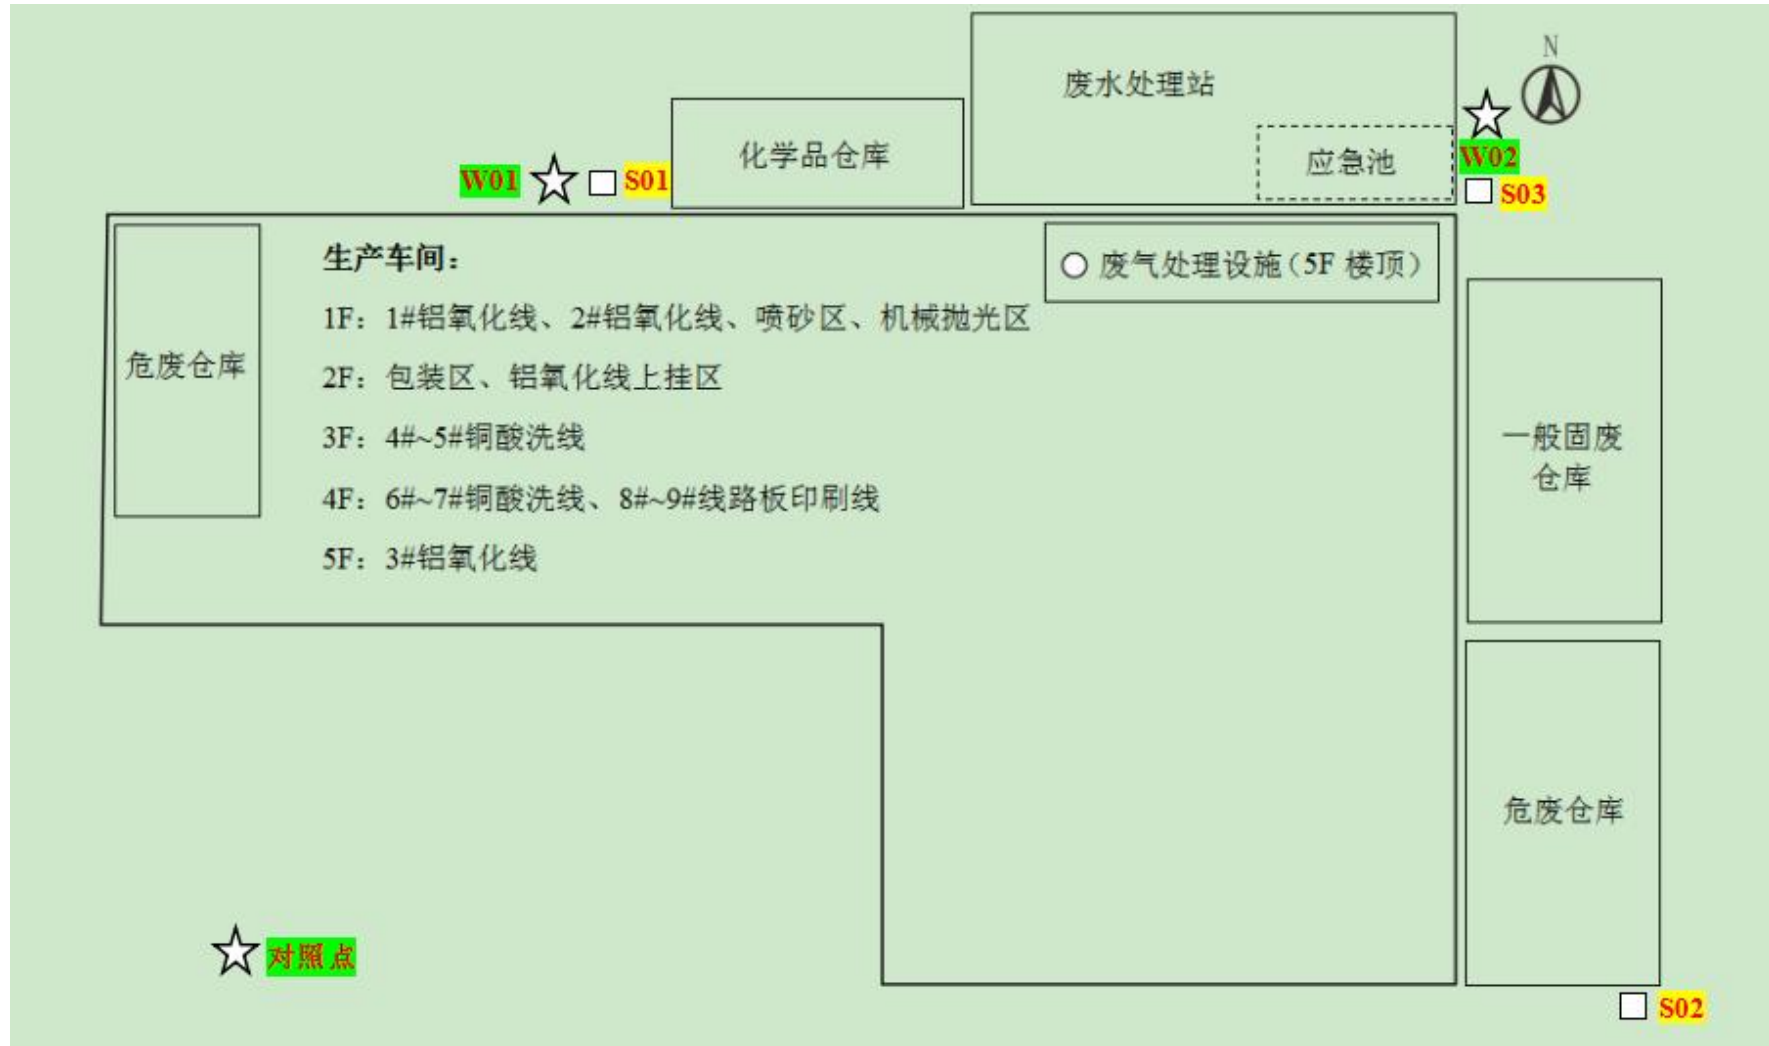 N
废水处理站
化学品仓库
应急池
W01
S01
W02
S03
生产车间：
废气处理设施（5F 楼顶）
1F：1#铝氧化线、2#铝氧化线、喷砂区、机械抛光区
危废仓库
2F：包装区、铝氧化线上挂区
3F：4#~5#铜酸洗线
4F：6#~7#铜酸洗线、8#~9#线路板印刷线
5F：3#铝氧化线
一般固废
仓库
危废仓库
对照点
S02